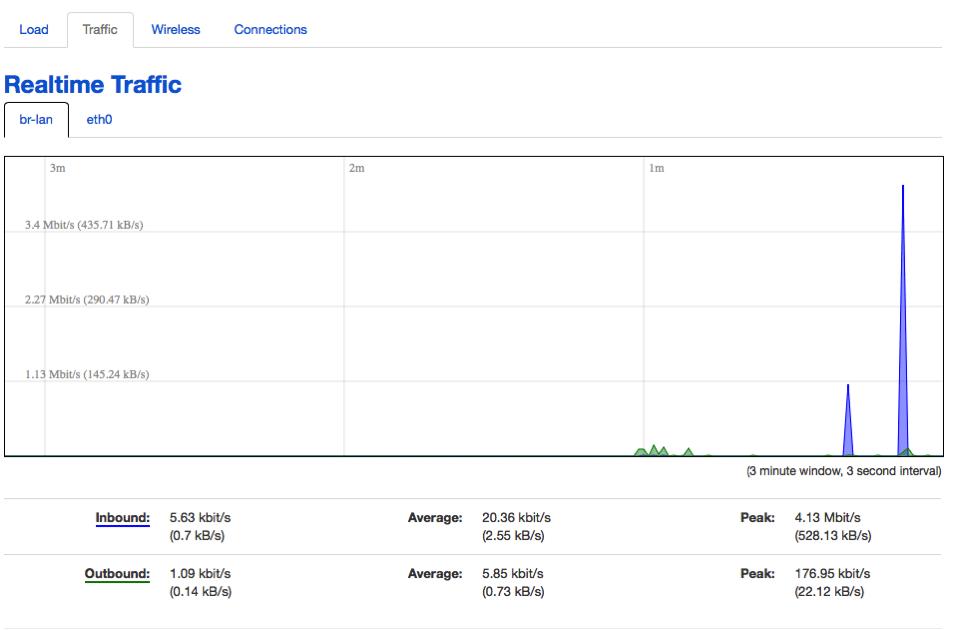 Load Traffic Wireless Connections
Realtime Traffic
br-lan eth0
3m 2m 1m
3.4 Mbit/s (435.71 kB/s)
2.27 Mbit/s (290.47 kB/s)
1.13 Mbit/s (145.24 kB/s)
(3 minute window, 3 second interval)
Inbound: 5.63 kbit/s Average: 20.36 kbit/s Peak: 4.13 Mbit/s
(0.7 kB/s) (2.55 kB/s) (528.13 kB/s)
Outbound: 1.09 kbit/s Average: 5.85 kbit/s Peak: 176.95 kbit/s
(0.14 kB/s) (0.73 kB/s) (22.12 kB/s)